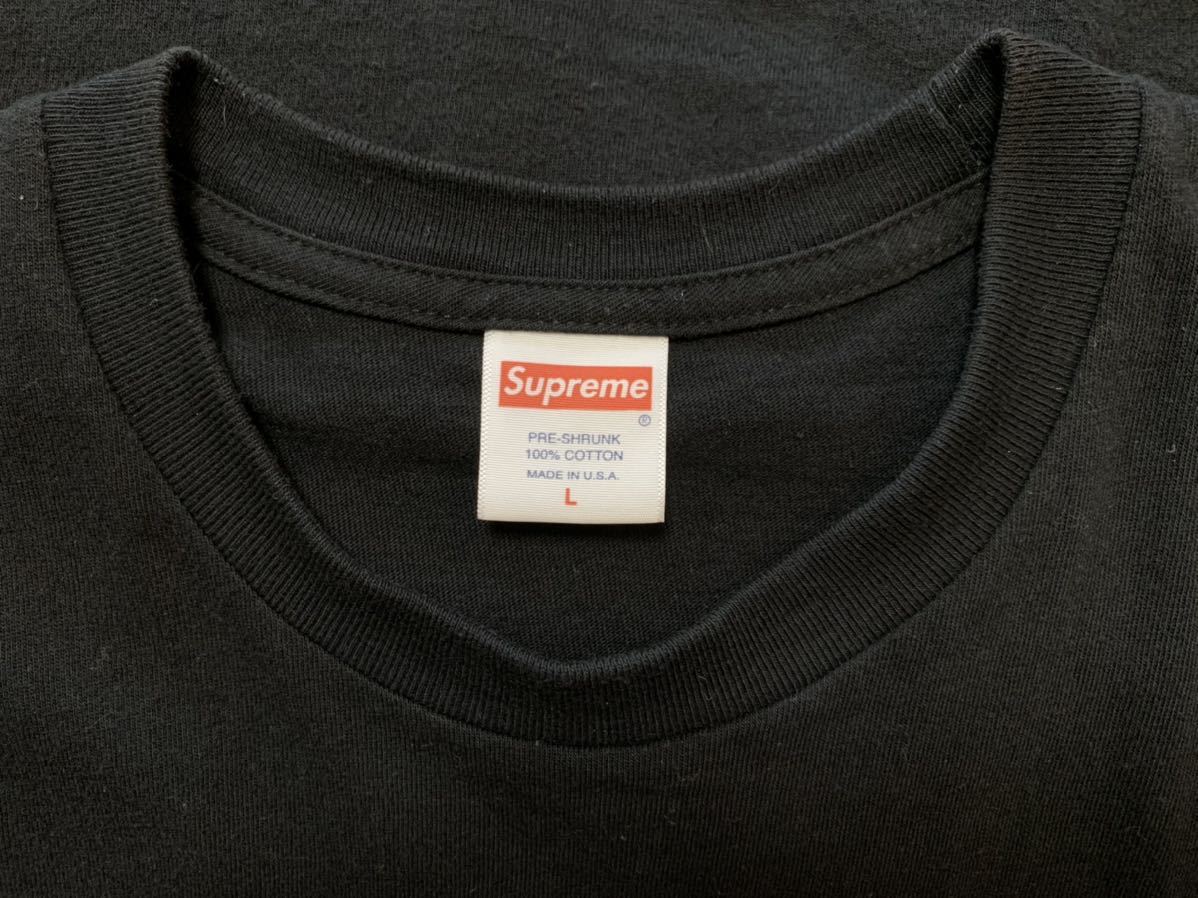 Supreme
®
PRE-SHRUNK
100% COTTON
MADE IN U.S.A.
L